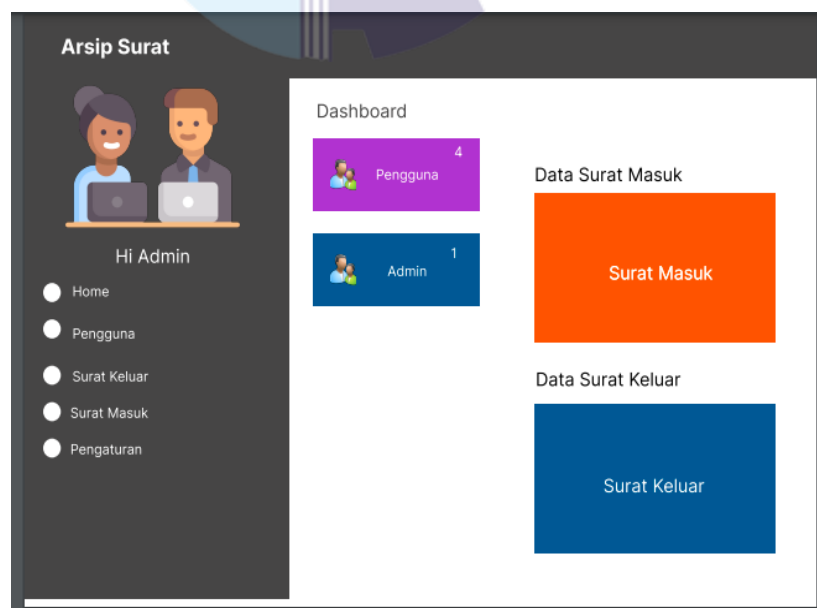 Arsip Surat
Hi Admin
Home
Pengguna
Surat Keluar
Surat Masuk
Pengaturan
Dashboard
4
Pengguna
1
Admin
Data Surat Masuk
Surat Masuk
Data Surat Keluar
Surat Keluar